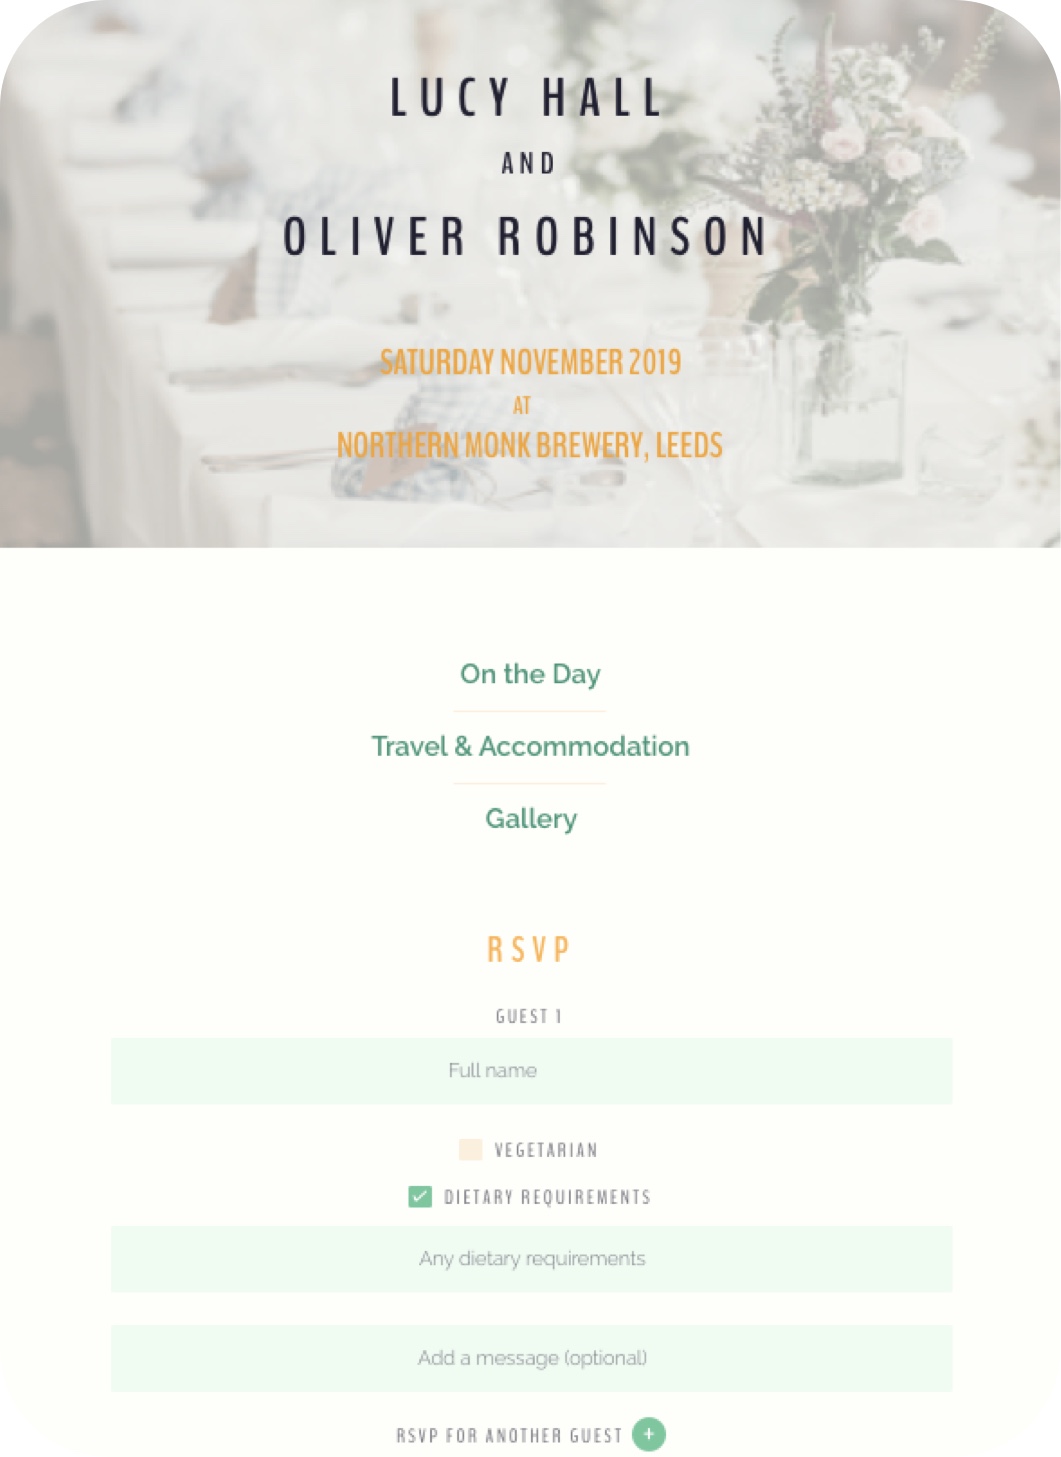 LUCY HALL
AND
OLIVER ROBINSON
SATURDAY NOVEMBER 2019
AT
NORTHERN MONK BREWERY, LEEDS
On the Day
Travel & Accommodation
Gallery
RSVP
GUEST 1
Full name
VEGETARIAN
DIETARY REQUIREMENTS
Any dietary requirements
Add a message (optional)
RSVP FOR ANOTHER GUEST +